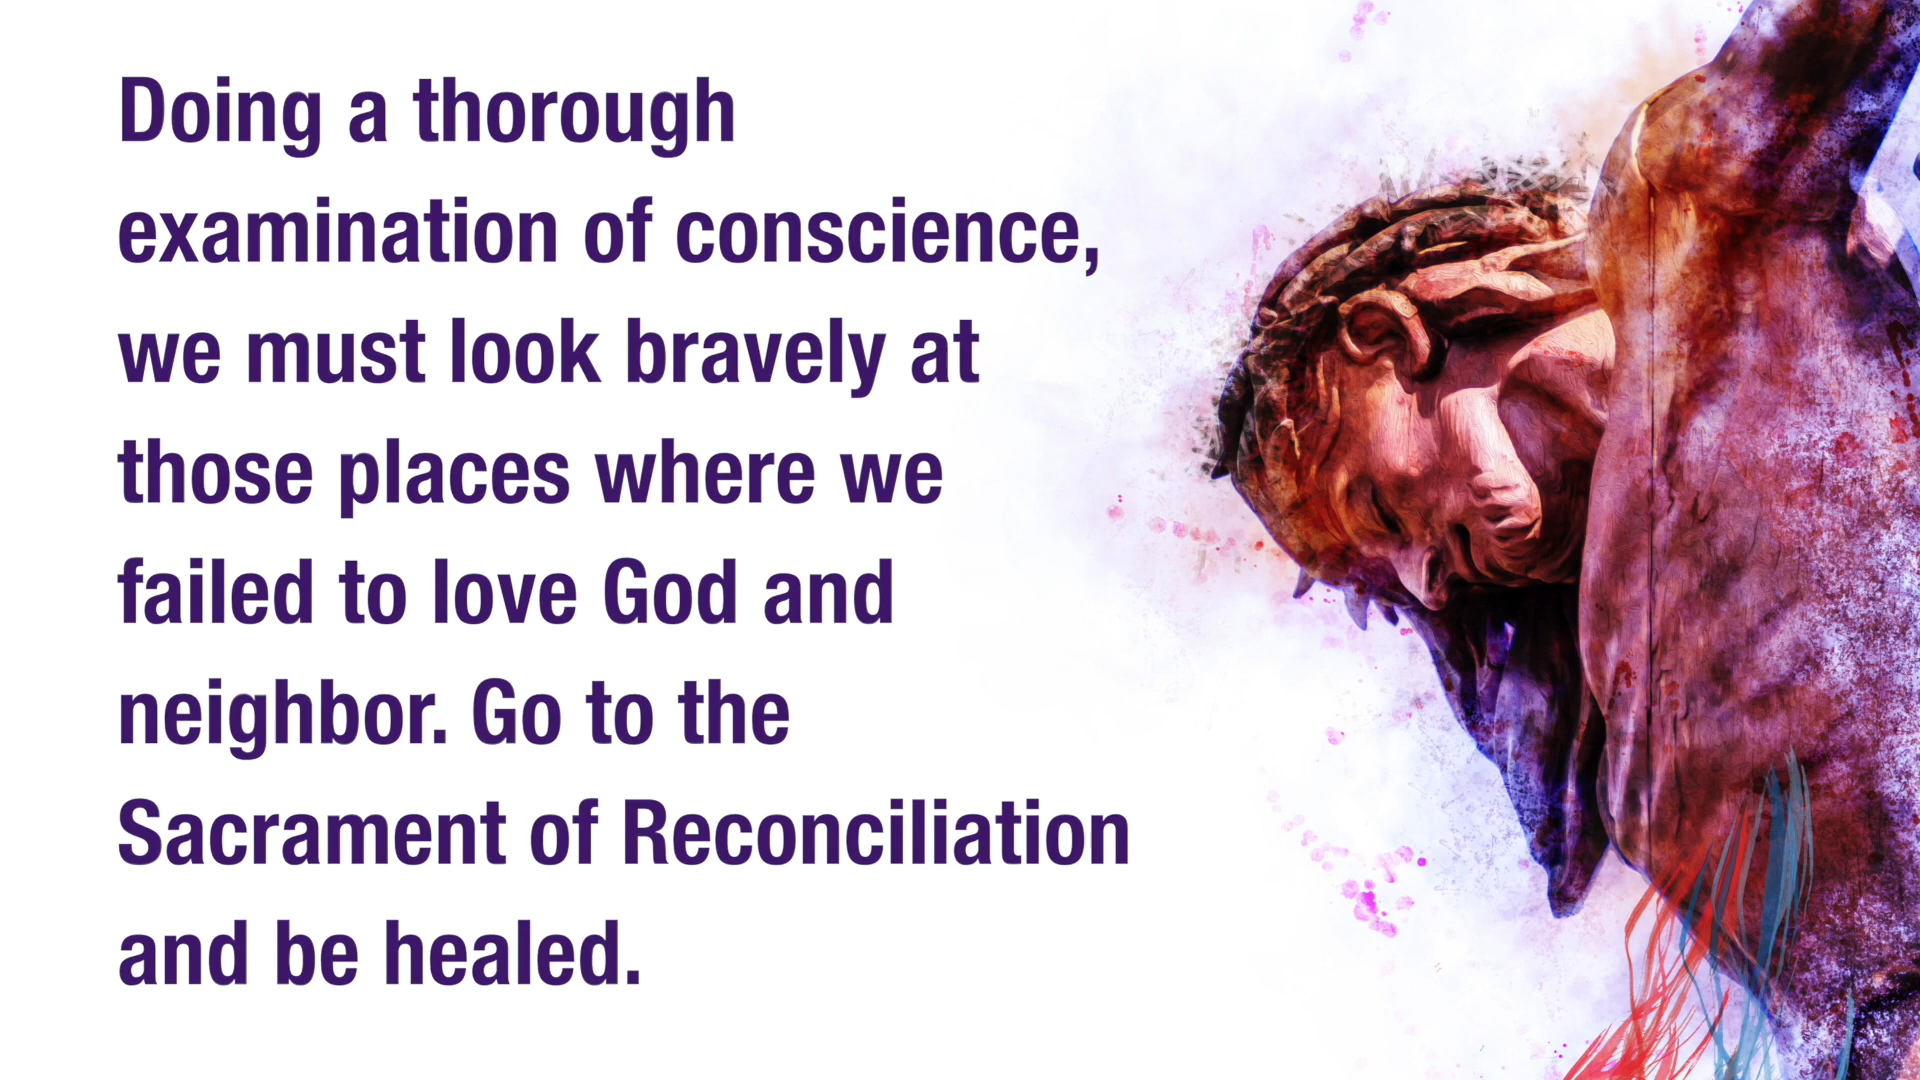 Doing a thorough
examination of conscience,
we must look bravely at
those places where we
failed to love God and
neighbor. Go to the
Sacrament of Reconciliation
and be healed.